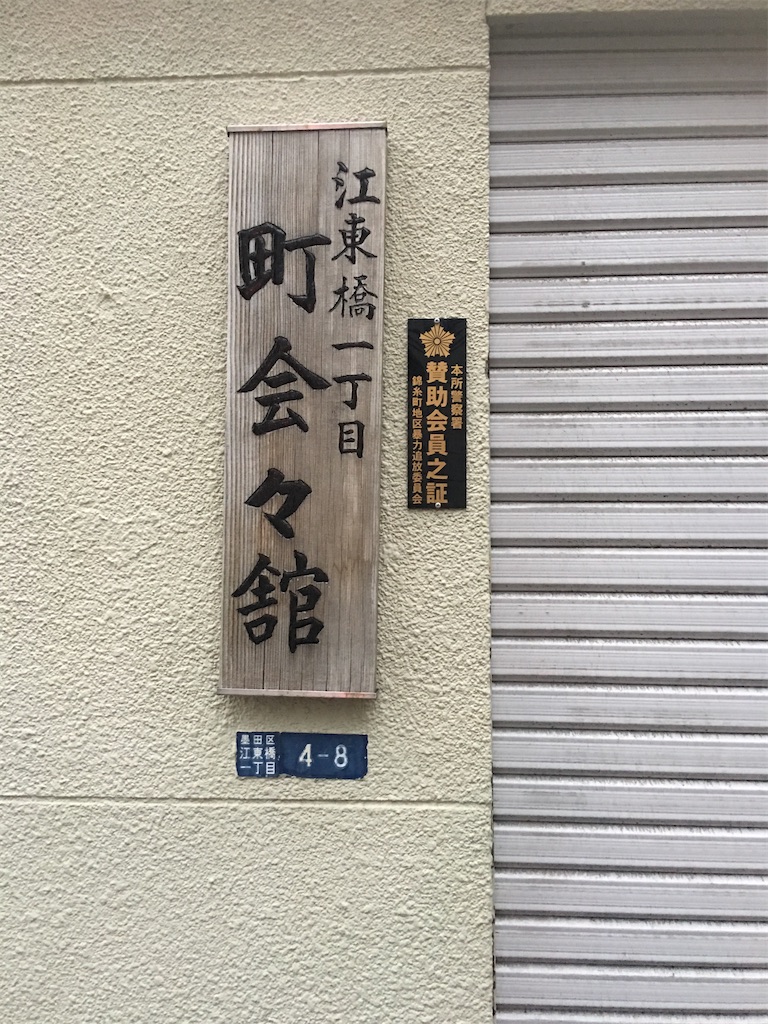 江東橋一丁目
町会々舘
本所警察署
賛助会員之証
錦糸町地区暴力追放委員会
墨田区
江東橋
一丁目
4-8